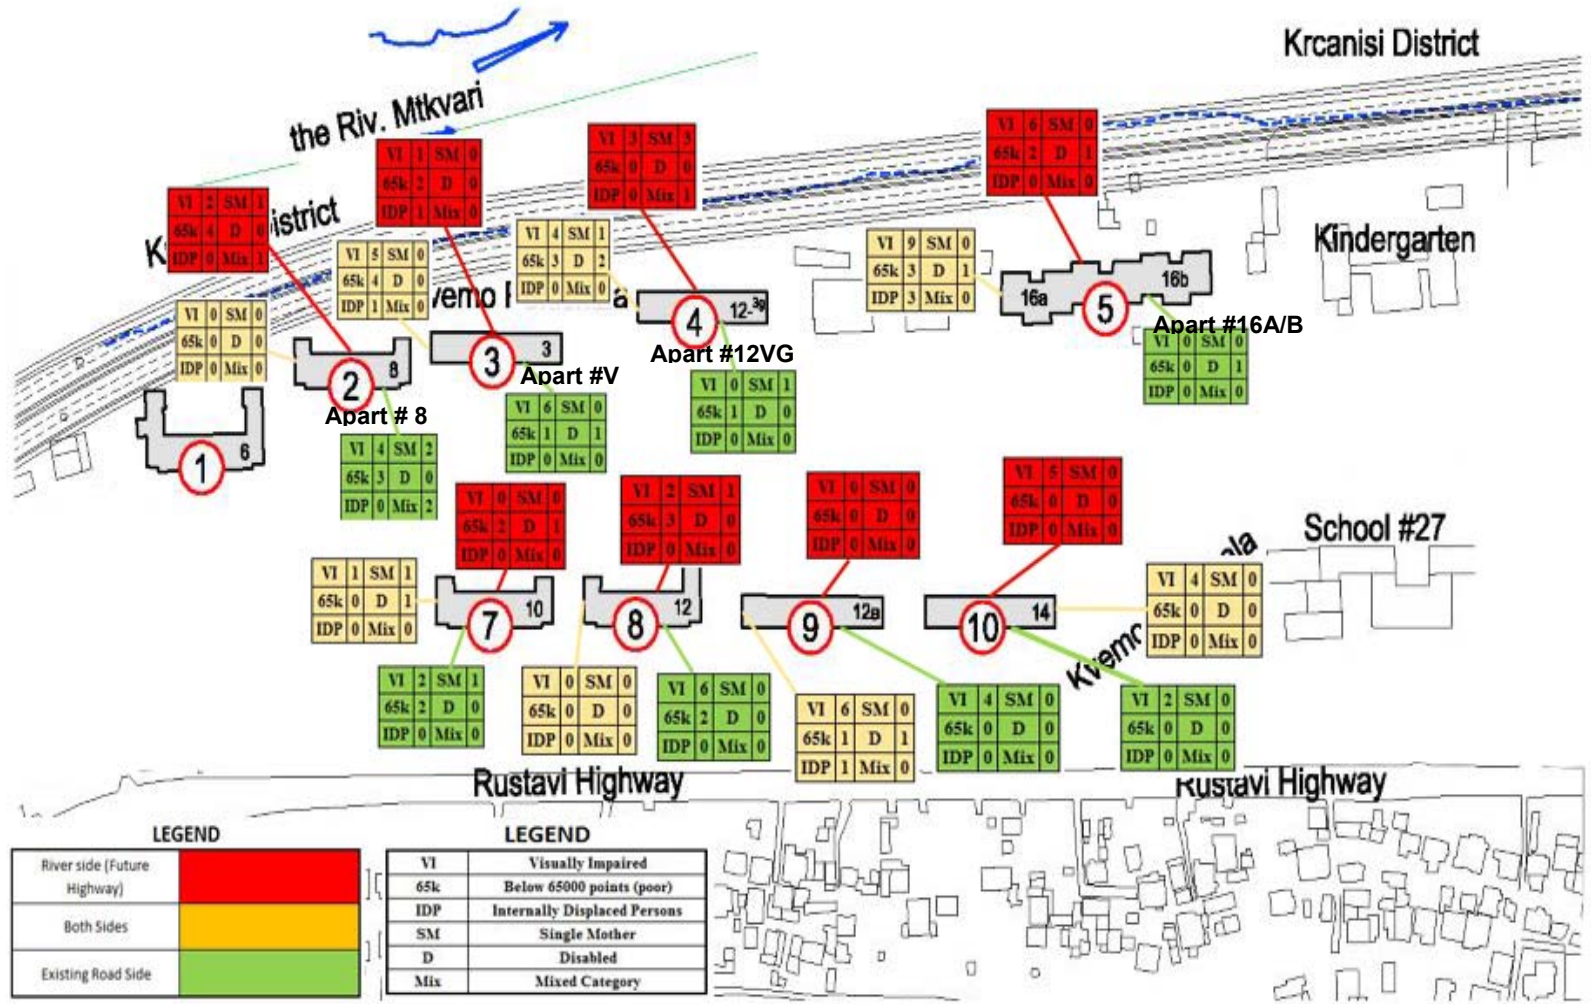 Krcanisi District
the Riv. Mtkvari
VI 1 SM 0
65k 2 D 0
IDP 1 Mix 0
VI 3 SM 3
65k 0 D 0
IDP 0 Mix 1
VI 6 SM 0
65k 2 D 1
IDP 0 Mix 0
VI 2 SM 1
65k 4 D 0
IDP 0 Mix 1
K
istrict
VI 5 SM 0
65k 4 D 0
IDP 1 Mix 0
VI 4 SM 1
65k 3 D 2
IDP 0 Mix 0
VI 9 SM 0
65k 3 D 1
IDP 3 Mix 0
Kindergarten
vemo
a
VI 0 SM 0
65k 0 D 0
IDP 0 Mix 0
16a
16b
5
4
12-3g
3
3
2
8
Apart #16A/B
Apart #12VG
Apart #V
Apart # 8
VI 0 SM 0
65k 0 D 1
IDP 0 Mix 0
VI 0 SM 1
65k 1 D 0
IDP 0 Mix 0
VI 6 SM 0
65k 1 D 1
IDP 0 Mix 0
VI 4 SM 2
65k 3 D 0
IDP 0 Mix 2
1
6
VI 0 SM 0
65k 2 D 1
IDP 0 Mix 0
VI 2 SM 1
65k 3 D 0
IDP 0 Mix 0
VI 0 SM 0
65k 0 D 0
IDP 0 Mix 0
VI 5 SM 0
65k 0 D 0
IDP 0 Mix 0
School #27
VI 1 SM 1
65k 0 D 1
IDP 0 Mix 0
7
10
8
12
9
12a
10
14
VI 4 SM 0
65k 0 D 0
IDP 0 Mix 0
Kvemo
ala
VI 2 SM 1
65k 2 D 0
IDP 0 Mix 0
VI 0 SM 0
65k 0 D 0
IDP 0 Mix 0
VI 6 SM 0
65k 2 D 0
IDP 0 Mix 0
VI 6 SM 0
65k 1 D 1
IDP 1 Mix 0
VI 4 SM 0
65k 0 D 0
IDP 0 Mix 0
VI 2 SM 0
65k 0 D 0
IDP 0 Mix 0
Rustavi Highway
Rustavi Highway
LEGEND
River side (Future
Highway)
Both Sides
Existing Road Side
LEGEND
VI Visually Impaired
65k Below 65000 points (poor)
IDP Internally Displaced Persons
SM Single Mother
D Disabled
Mix Mixed Category